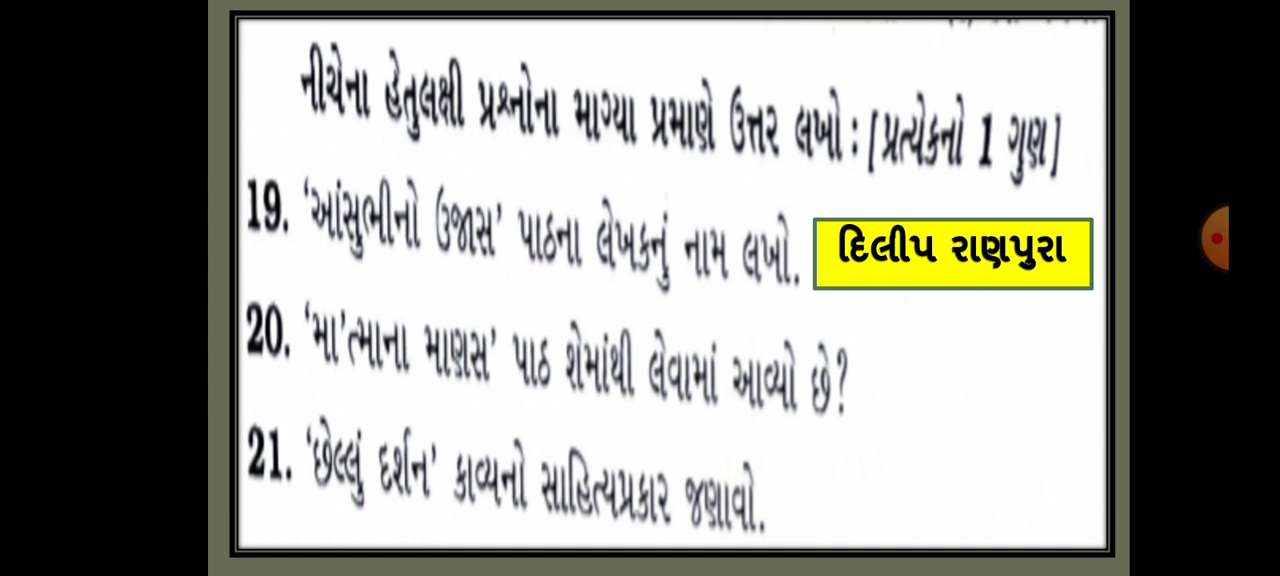 નીચેના હેતુલક્ષી પ્રશ્નોના માગ્યા પ્રમાણે ઉત્તર લખો : [પ્રત્યેકનો 1 ગુણ]
19. 'આંસુભીનો ઉજાસ' પાઠના લેખકનું નામ લખો. દિલીપ રાણપુરા
20. 'મા'ત્માના માણસ' પાઠ શેમાંથી લેવામાં આવ્યો છે?
21. 'છેલ્લું દર્શન' કાવ્યનો સાહિત્યપ્રકાર જણાવો.